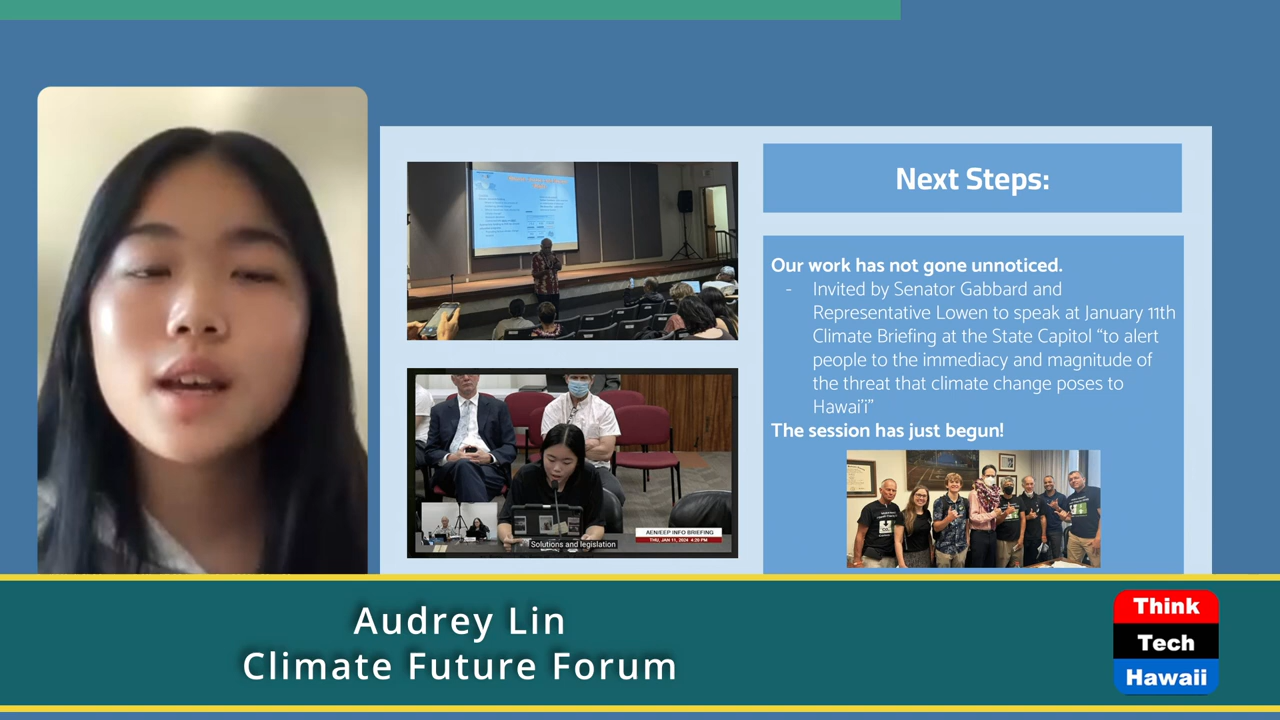 Next Steps:
Our work has not gone unnoticed.
- Invited by Senator Gabbard and
Representative Lowen to speak at January 11th
Climate Briefing at the State Capitol “to alert
people to the immediacy and magnitude of
the threat that climate change poses to
Hawai'i”
The session has just begun!
AEN/EEP INFO BRIEFING
THU, JAN 11, 2024 4:20 PM
Solutions and legislation
Audrey Lin
Climate Future Forum
Think
Tech
Hawaii